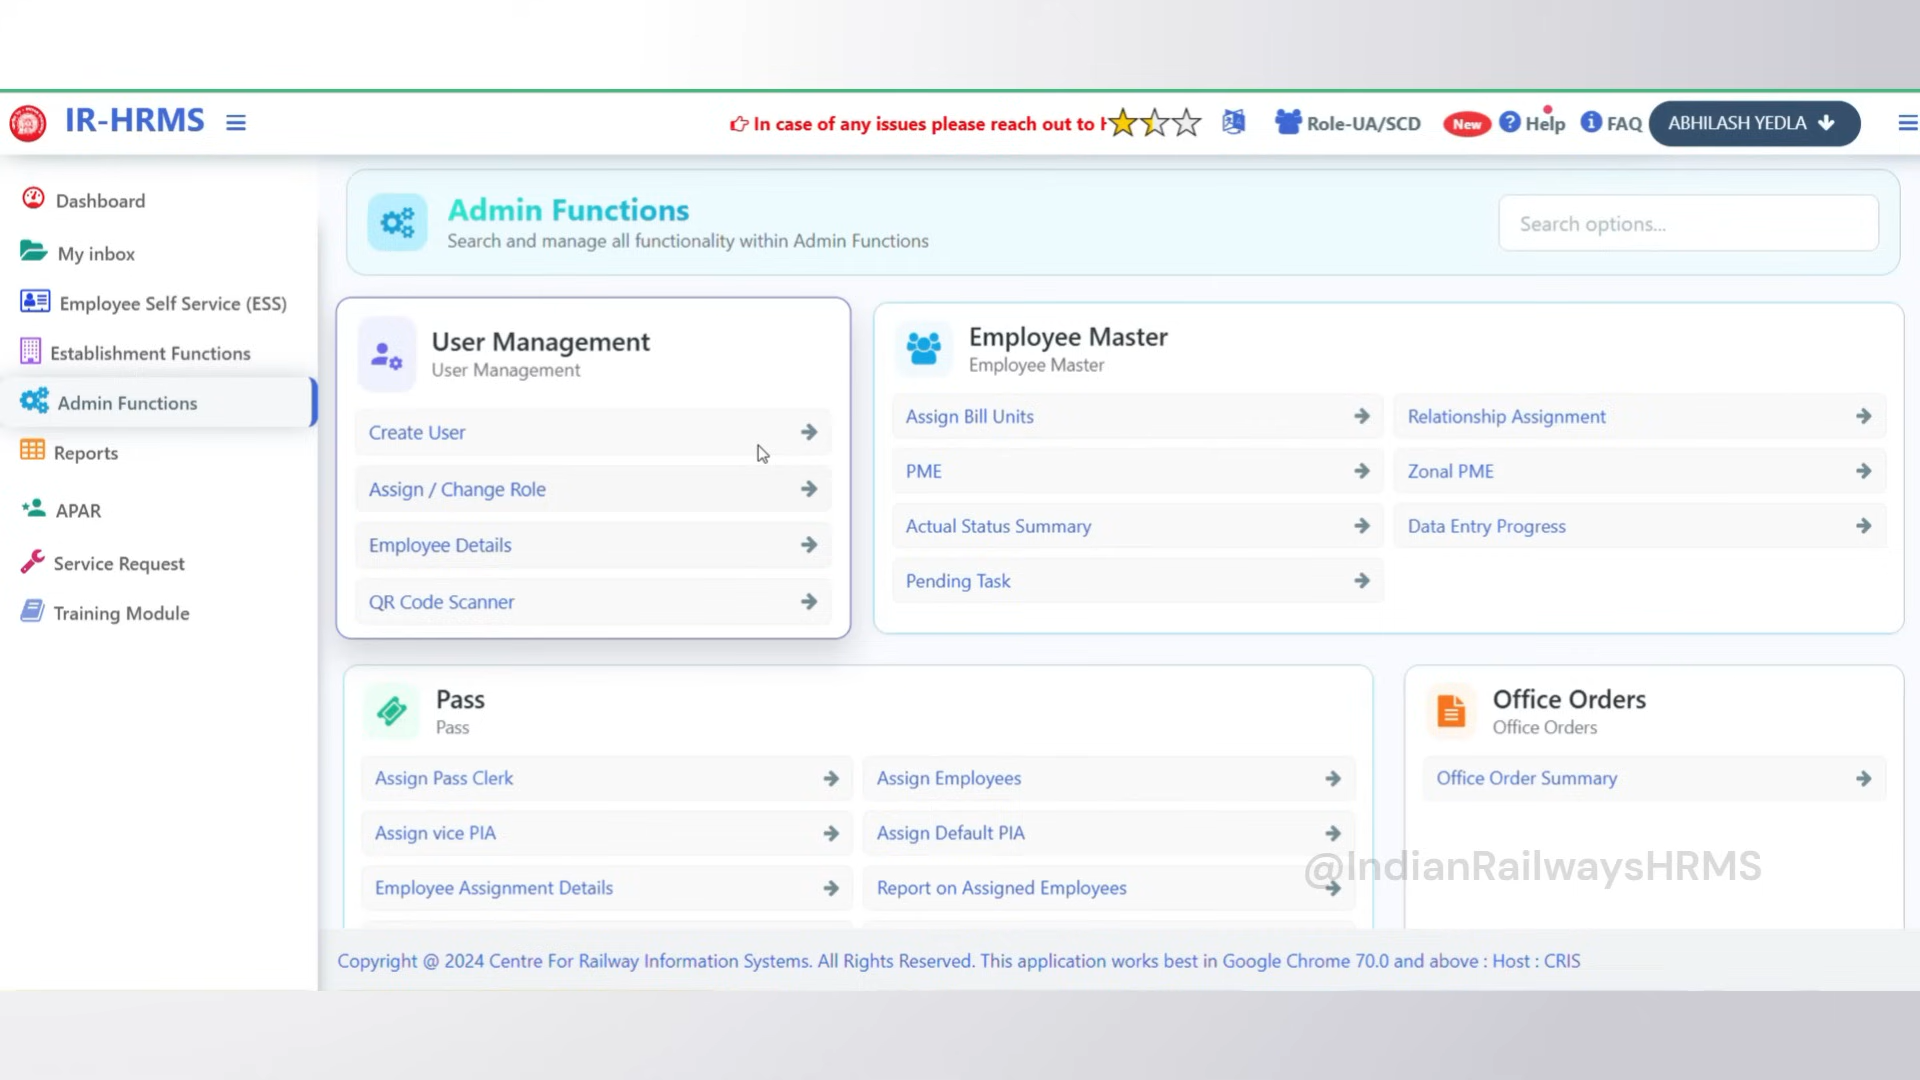 IR-HRMS
In case of any issues please reach out to
Role-UA/SCD
New
Help
FAQ
ABHILASH YEDLA
Dashboard
My inbox
Employee Self Service (ESS)
Establishment Functions
Admin Functions
Reports
APAR
Service Request
Training Module
Admin Functions
Search and manage all functionality within Admin Functions
Search options...
User Management
User Management
Create User
Assign / Change Role
Employee Details
QR Code Scanner
Employee Master
Employee Master
Assign Bill Units
Relationship Assignment
PME
Zonal PME
Actual Status Summary
Data Entry Progress
Pending Task
Pass
Pass
Assign Pass Clerk
Assign Employees
Assign vice PIA
Assign Default PIA
Employee Assignment Details
Report on Assigned Employees
Office Orders
Office Orders
Office Order Summary
@IndianRailwaysHRMS
Copyright @ 2024 Centre For Railway Information Systems. All Rights Reserved. This application works best in Google Chrome 70.0 and above : Host : CRIS